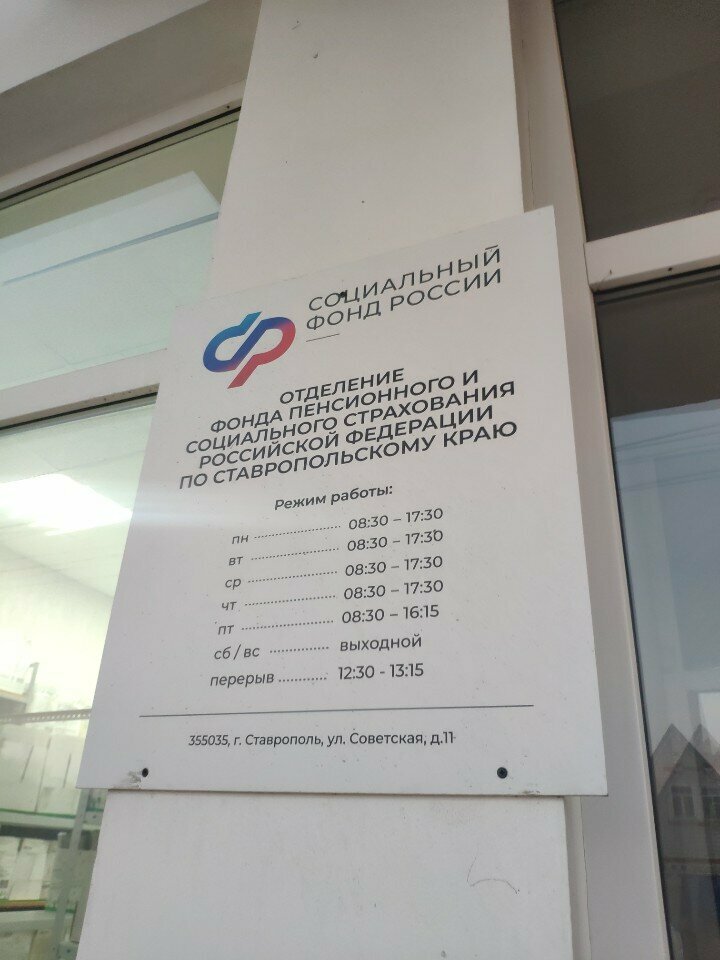 СОЦИАЛЬНЫЙ
ФОНД РОССИИ
ОТДЕЛЕНИЕ
ФОНДА ПЕНСИОННОГО И
СОЦИАЛЬНОГО СТРАХОВАНИЯ
РОССИЙСКОЙ ФЕДЕРАЦИИ
ПО СТАВРОПОЛЬСКОМУ КРАЮ
Режим работы:
пн .................... 08:30 – 17:30
вт .................... 08:30 – 17:30
ср .................... 08:30 – 17:30
чт .................... 08:30 – 17:30
пт .................... 08:30 – 16:15
сб / вс .............. выходной
перерыв ............ 12:30 - 13:15
355035, г. Ставрополь, ул. Советская, д.11